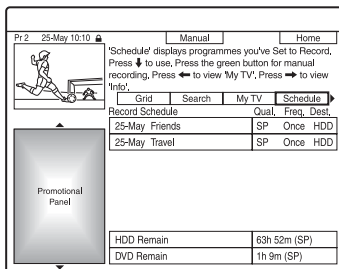 Manual Home
Pr 2 25-May 10:10
'Schedule' displays programmes you've Set to Record,
Press to use, Press the green button for manual
recording, Press to view 'My TV', Press to view
'Info',
Grid Search My TV Schedule
Record Schedule Qual, Freq, Dest,
25-May Friends SP Once HDD
25-May Travel SP Once HDD
Promotional
Panel
HDD Remain 63h 52m (SP)
DVD Remain 1h 9m (SP)